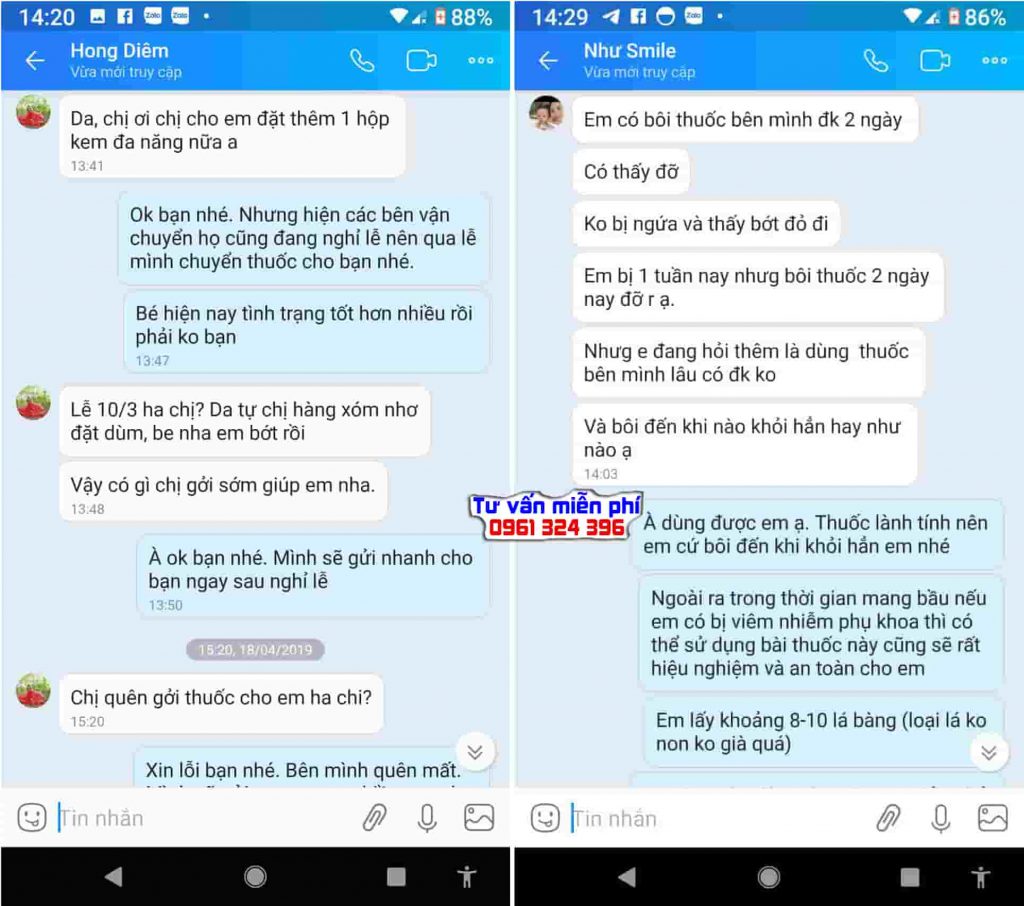 14:20
88%
Hong Diêm
Vừa mới truy cập
Da, chị ơi chị cho em đặt thêm 1 hộp
kem đa năng nữa a
13:41
Ok bạn nhé. Nhưng hiện các bên vận
chuyển họ cũng đang nghỉ lễ nên qua lễ
mình chuyển thuốc cho bạn nhé.
Bé hiện nay tình trạng tốt hơn nhiều rồi
phải ko bạn
13:47
Lễ 10/3 ha chị? Da tự chị hàng xóm nhơ
đặt dùm, be nha em bớt rồi
Vậy có gì chị gởi sớm giúp em nha.
13:48
À ok bạn nhé. Mình sẽ gửi nhanh cho
bạn ngay sau nghỉ lễ
13:50
15:20, 18/04/2019
Chị quên gởi thuốc cho em ha chi?
15:20
Xin lỗi bạn nhé. Bên mình quên mất.
Tin nhắn
14:29
86%
Như Smile
Vừa mới truy cập
Em có bôi thuốc bên mình đk 2 ngày
Có thấy đỡ
Ko bị ngứa và thấy bớt đỏ đi
Em bị 1 tuần nay nhưg bôi thuốc 2 ngày
nay đỡ r ạ.
Nhưg e đang hỏi thêm là dùng thuốc
bên mình lâu có đk ko
Và bôi đến khi nào khỏi hẳn hay như
nào ạ
14:03
À dùng được em ạ. Thuốc lành tính nên
em cứ bôi đến khi khỏi hẳn em nhé
Ngoài ra trong thời gian mang bầu nếu
em có bị viêm nhiễm phụ khoa thì có
thể sử dụng bài thuốc này cũng sẽ rất
hiệu nghiệm và an toàn cho em
Em lấy khoảng 8-10 lá bàng (loại lá ko
non ko già quá)
Tin nhắn
Tư vấn miễn phí
0961 324 396